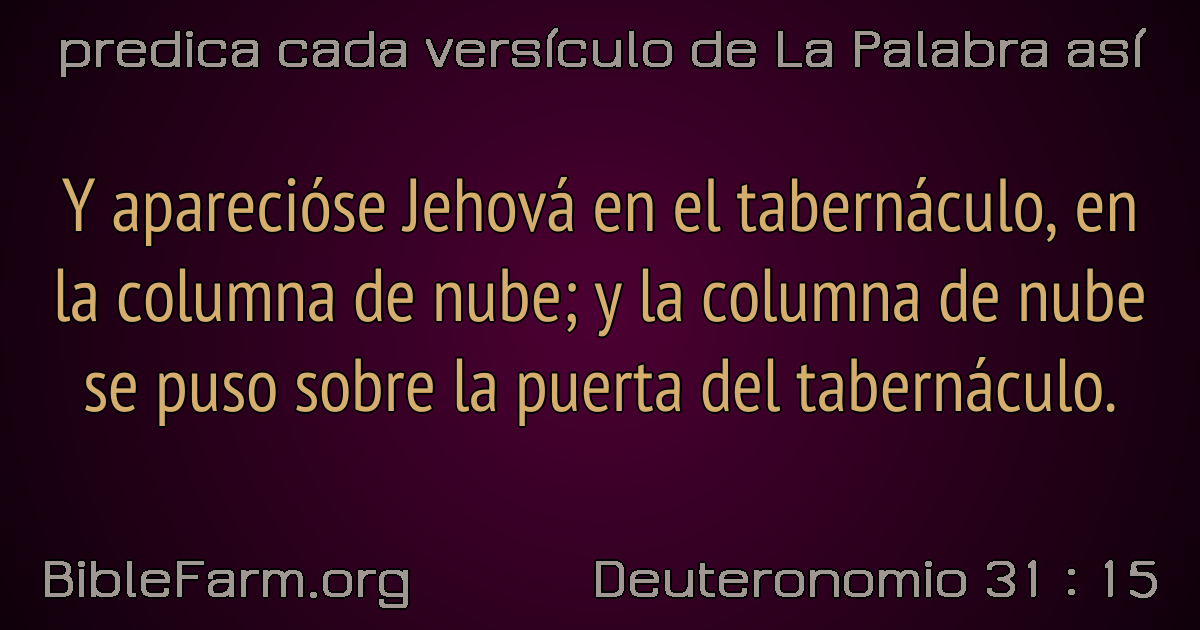 predica cada versículo de La Palabra así
Y aparecióse Jehová en el tabernáculo, en
la columna de nube; y la columna de nube
se puso sobre la puerta del tabernáculo.
BibleFarm.org
Deuteronomio 31 : 15